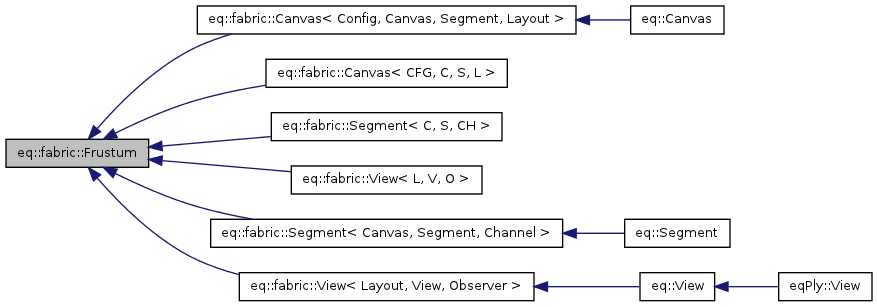 eq::fabric::Canvas< Config, Canvas, Segment, Layout >
eq::Canvas
eq::fabric::Canvas< CFG, C, S, L >
eq::fabric::Segment< C, S, CH >
eq::fabric::Frustum
eq::fabric::View< L, V, O >
eq::fabric::Segment< Canvas, Segment, Channel >
eq::Segment
eq::fabric::View< Layout, View, Observer >
eq::View
eqPly::View